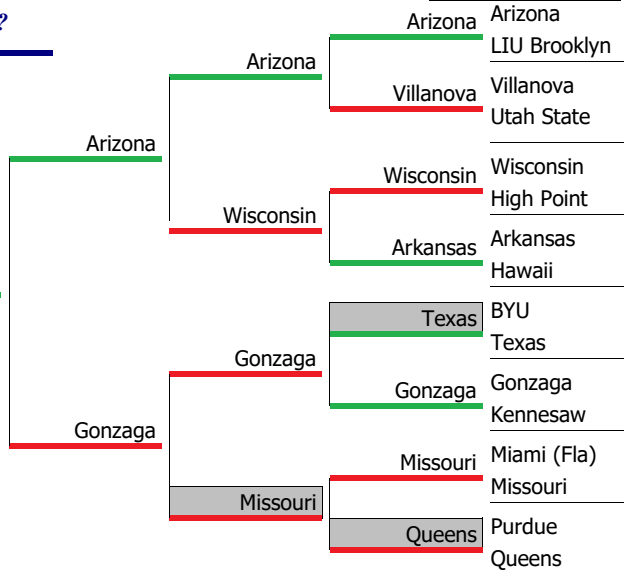 ?
Arizona
Arizona
LIU Brooklyn
Arizona
Villanova
Villanova
Utah State
Arizona
Wisconsin
Wisconsin
High Point
Wisconsin
Arkansas
Arkansas
Hawaii
Texas
BYU
Texas
Gonzaga
Gonzaga
Gonzaga
Kennesaw
Gonzaga
Missouri
Miami (Fla)
Missouri
Missouri
Queens
Purdue
Queens